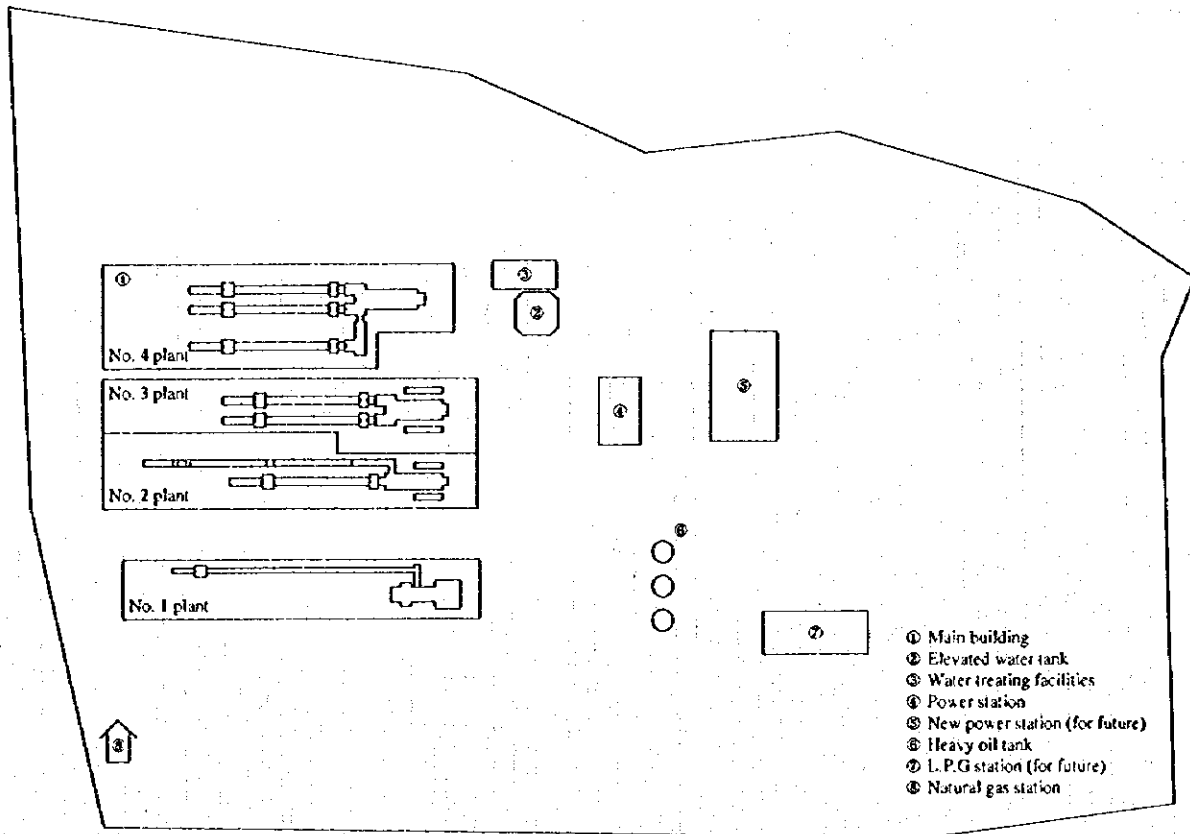 ①
③
②
No. 4 plant
No. 3 plant
④
⑤
No. 2 plant
⑥
No. 1 plant
⑦
⑧
① Main building
② Elevated water tank
③ Water treating facilities
④ Power station
⑤ New power station (for future)
⑥ Heavy oil tank
⑦ L.P.G station (for future)
⑧ Natural gas station